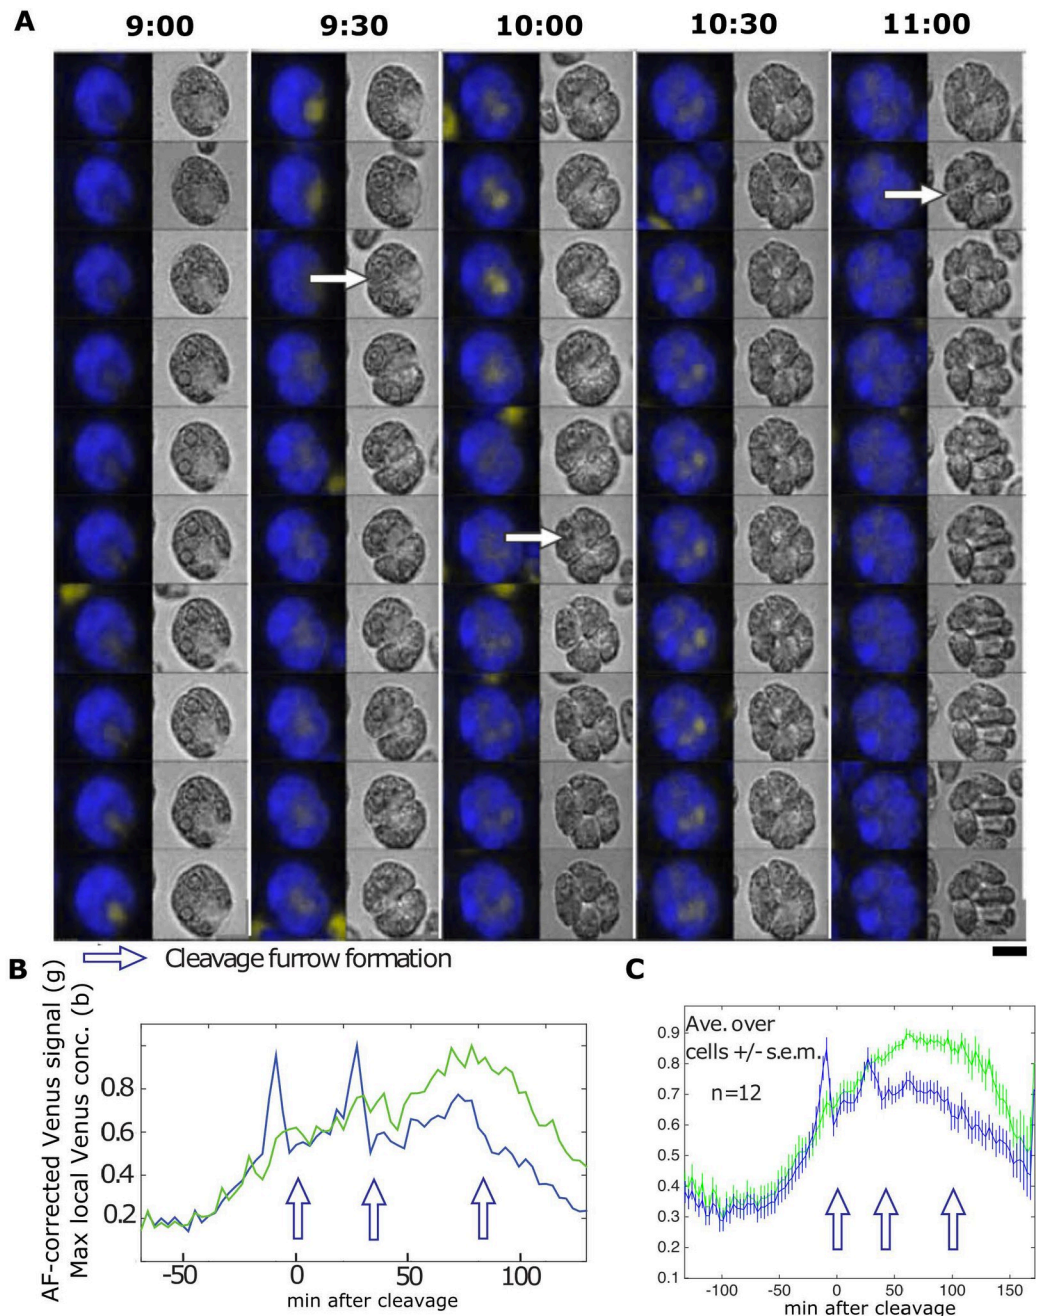 A
9:00 9:30 10:00 10:30 11:00
Cleavage furrow formation
B
AF-corrected Venus signal (g)
Max local Venus conc. (b)
0.8
0.6
0.4
0.2
-50 0 50 100
min after cleavage
C
Ave. over
cells +/- s.e.m.
n=12
0.9
0.8
0.7
0.6
0.5
0.4
0.3
0.2
0.1
-100 -50 0 50 100 150
min after cleavage